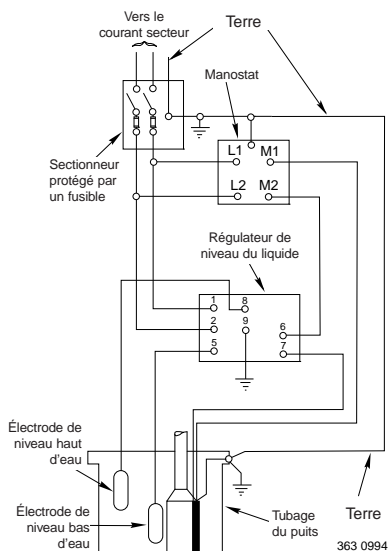 Vers le
courant secteur
Terre
Manostat
L1
M1
L2
M2
Sectionneur
protégé par
un fusible
Régulateur de
niveau du liquide
1
8
2
9
6
5
7
Électrode de
niveau haut
d'eau
Électrode de
niveau bas
d'eau
Tubage
du puits
Terre
363 0994